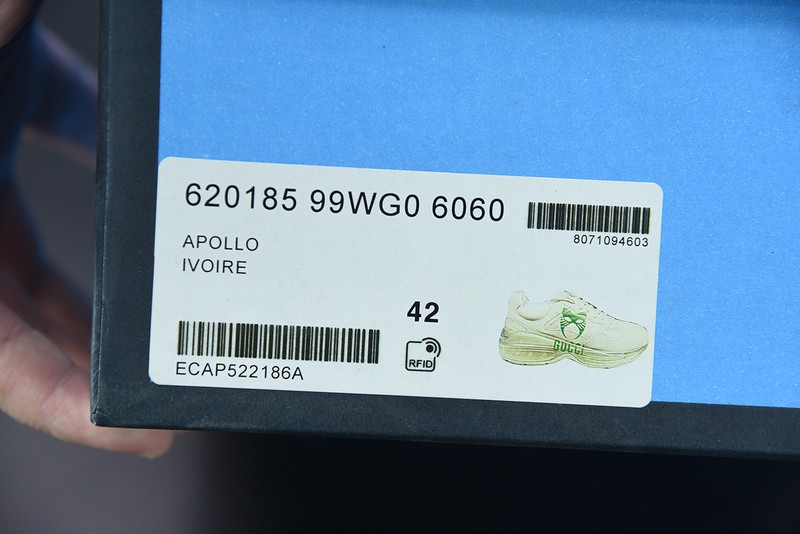 620185 99WG0 6060
8071094603
APOLLO
IVOIRE
42
RFID
GUCCI
ECAP522186A